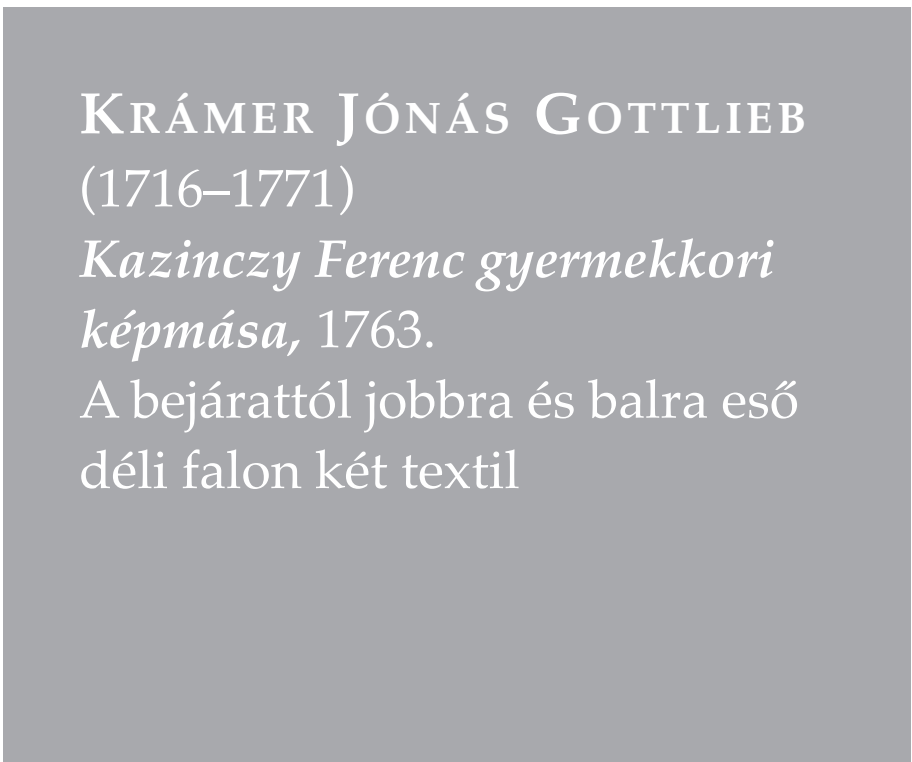 KRÁMER JÓNÁS GOTTLIEB
(1716–1771)
Kazinczy Ferenc gyermekkori
képmása, 1763.
A bejárattól jobbra és balra eső
déli falon két textil